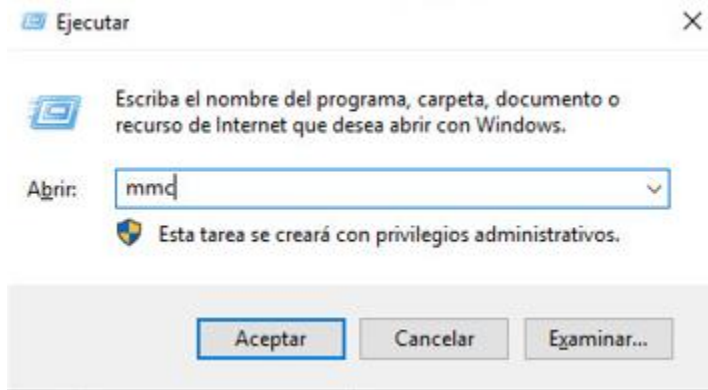 Ejecutar
Escriba el nombre del programa, carpeta, documento o
recurso de Internet que desea abrir con Windows.
Abrir: mmc
Esta tarea se creará con privilegios administrativos.
Aceptar Cancelar Examinar...